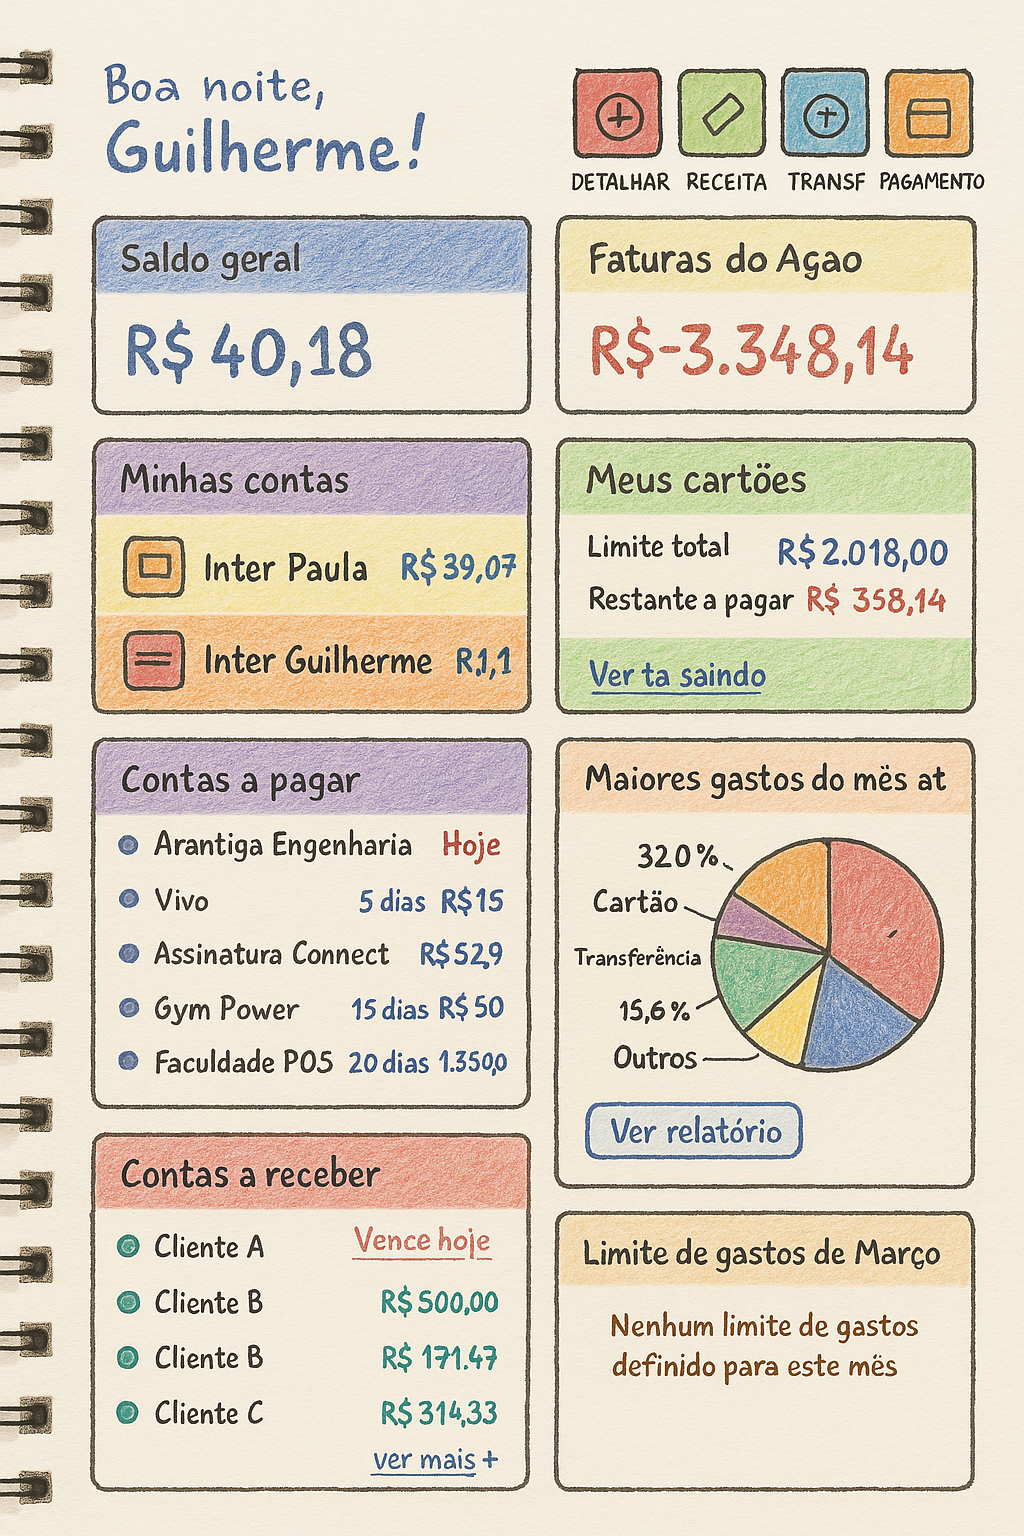 Boa noite,
Guilherme!
DETALHAR RECEITA TRANSF PAGAMENTO
Saldo geral
R$ 40,18
Faturas do Açao
R$-3.348,14
Minhas contas
Inter Paula R$ 39,07
Inter Guilherme R.1,1
Meus cartöes
Limite total R$ 2.018,00
Restante a pagar R$ 358,14
Ver ta saindo
Contas a pagar
Arantiga Engenharia Hoje
Vivo 5 dias R$15
Assinatura Connect R$ 52,9
Gym Power 15 dias R$ 50
Faculdade POS 20 dias 1.350,0
Maiores gastos do mës at
32.0 %
Cartão
Transferência
15,6 %
Outros
Ver relatório
Contas a receber
Cliente A Vence hoje
Cliente B R$ 500,00
Cliente B R$ 171.47
Cliente C R$ 314,33
ver mais +
Limite de gastos de Março
Nenhum limite de gastos
definido para este mës